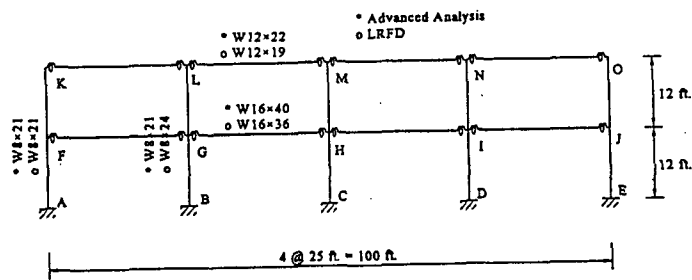 * Advanced Analysis
o LRFD
* W12×22
o W12×19
K
L
M
N
O
12 ft.
* W16×40
o W16×36
* W8×21
o W8×21
* W8×21
o W8×24
F
G
H
I
J
12 ft.
A
B
C
D
E
4 @ 25 ft. = 100 ft.